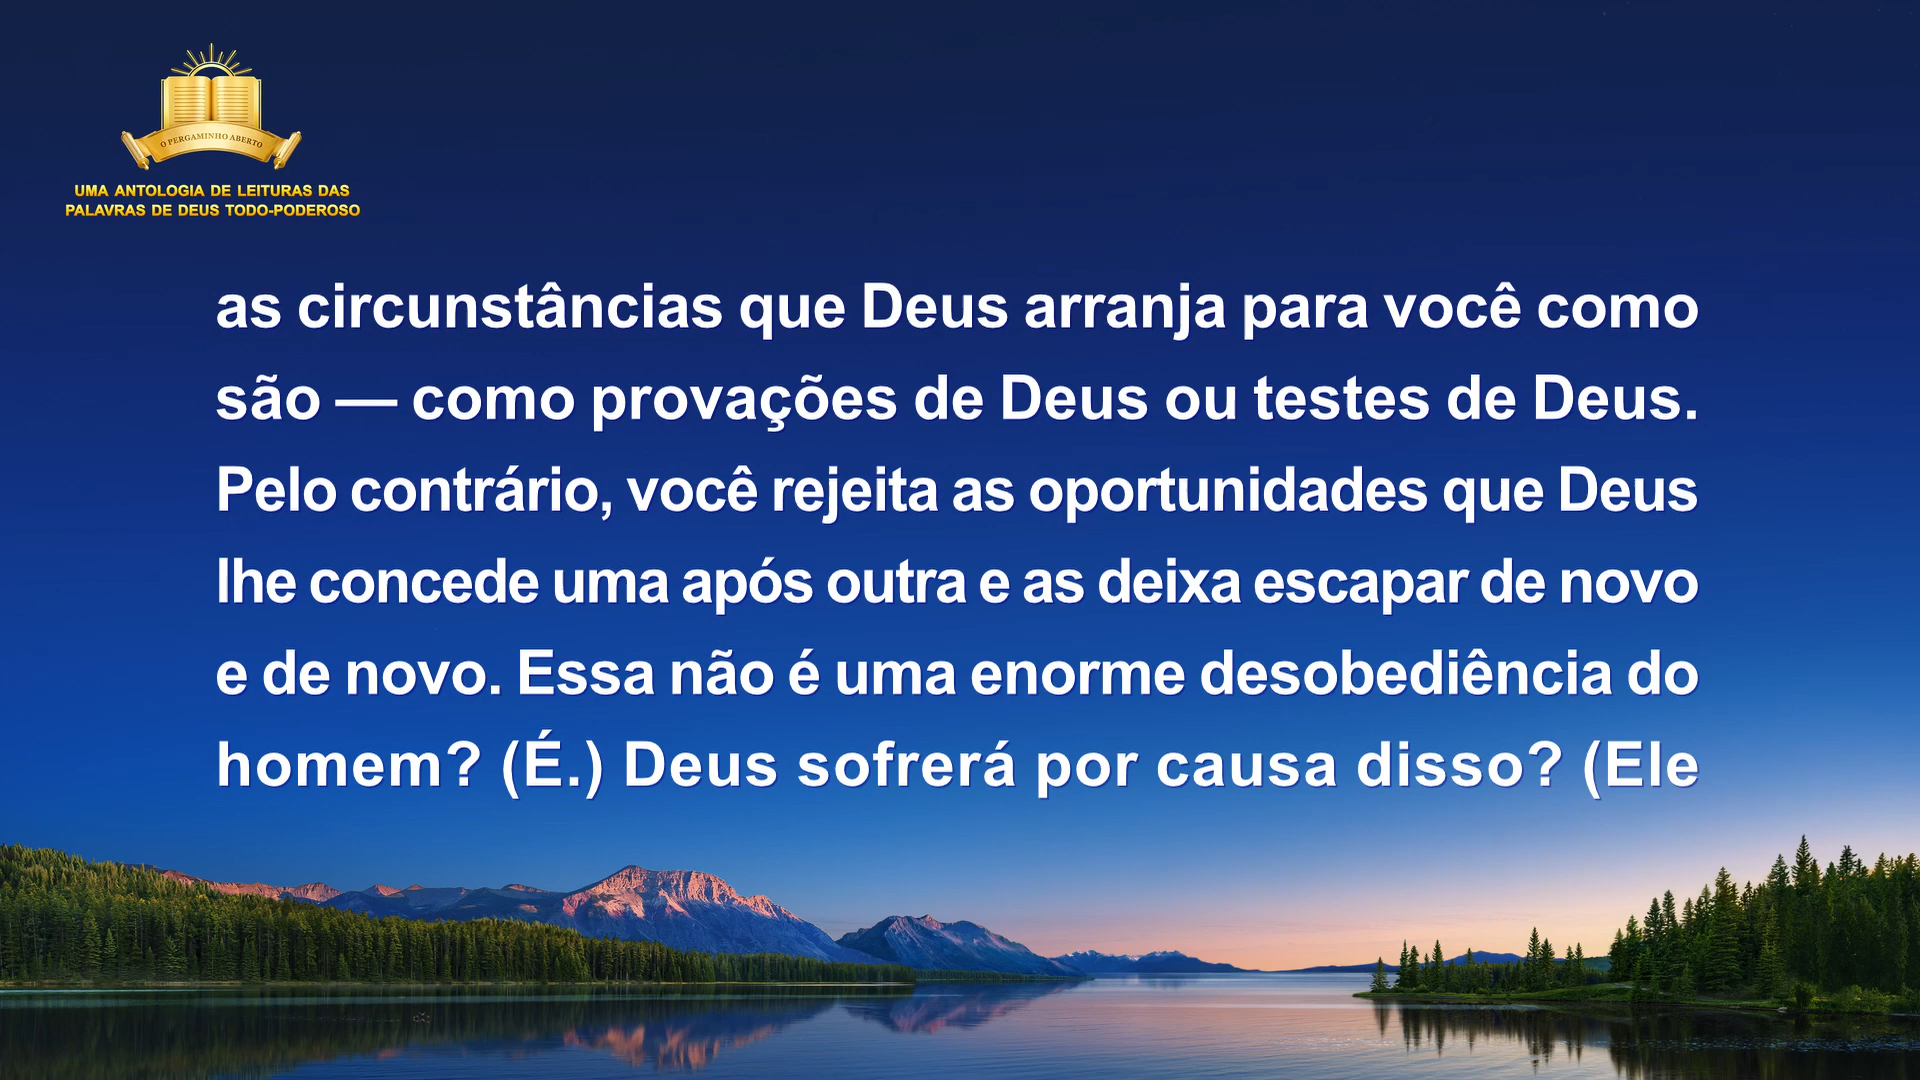 O PERGAMINHO ABERTO
UMA ANTOLOGIA DE LEITURAS DAS
PALAVRAS DE DEUS TODO-PODEROSO
as circunstâncias que Deus arranja para você como
são — como provações de Deus ou testes de Deus.
Pelo contrário, você rejeita as oportunidades que Deus
lhe concede uma após outra e as deixa escapar de novo
e de novo. Essa não é uma enorme desobediência do
homem? (É.) Deus sofrerá por causa disso? (Ele